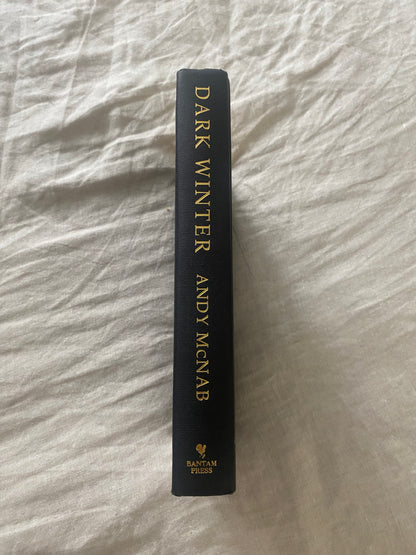 DARK WINTER ANDY McNAB
BANTAM
PRESS